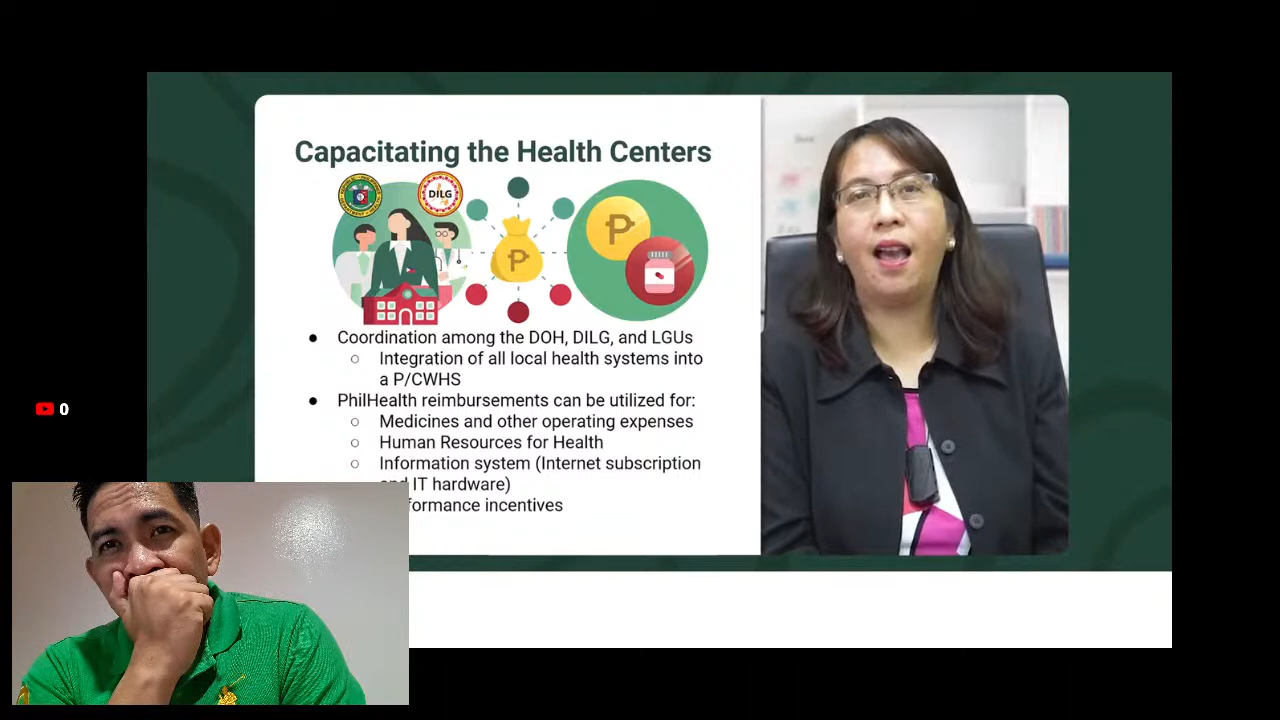 Capacitating the Health Centers
DILG
₱
₱
● Coordination among the DOH, DILG, and LGUs
○ Integration of all local health systems into
a P/CWHS
● PhilHealth reimbursements can be utilized for:
○ Medicines and other operating expenses
○ Human Resources for Health
○ Information system (Internet subscription
IT hardware)
formance incentives
0